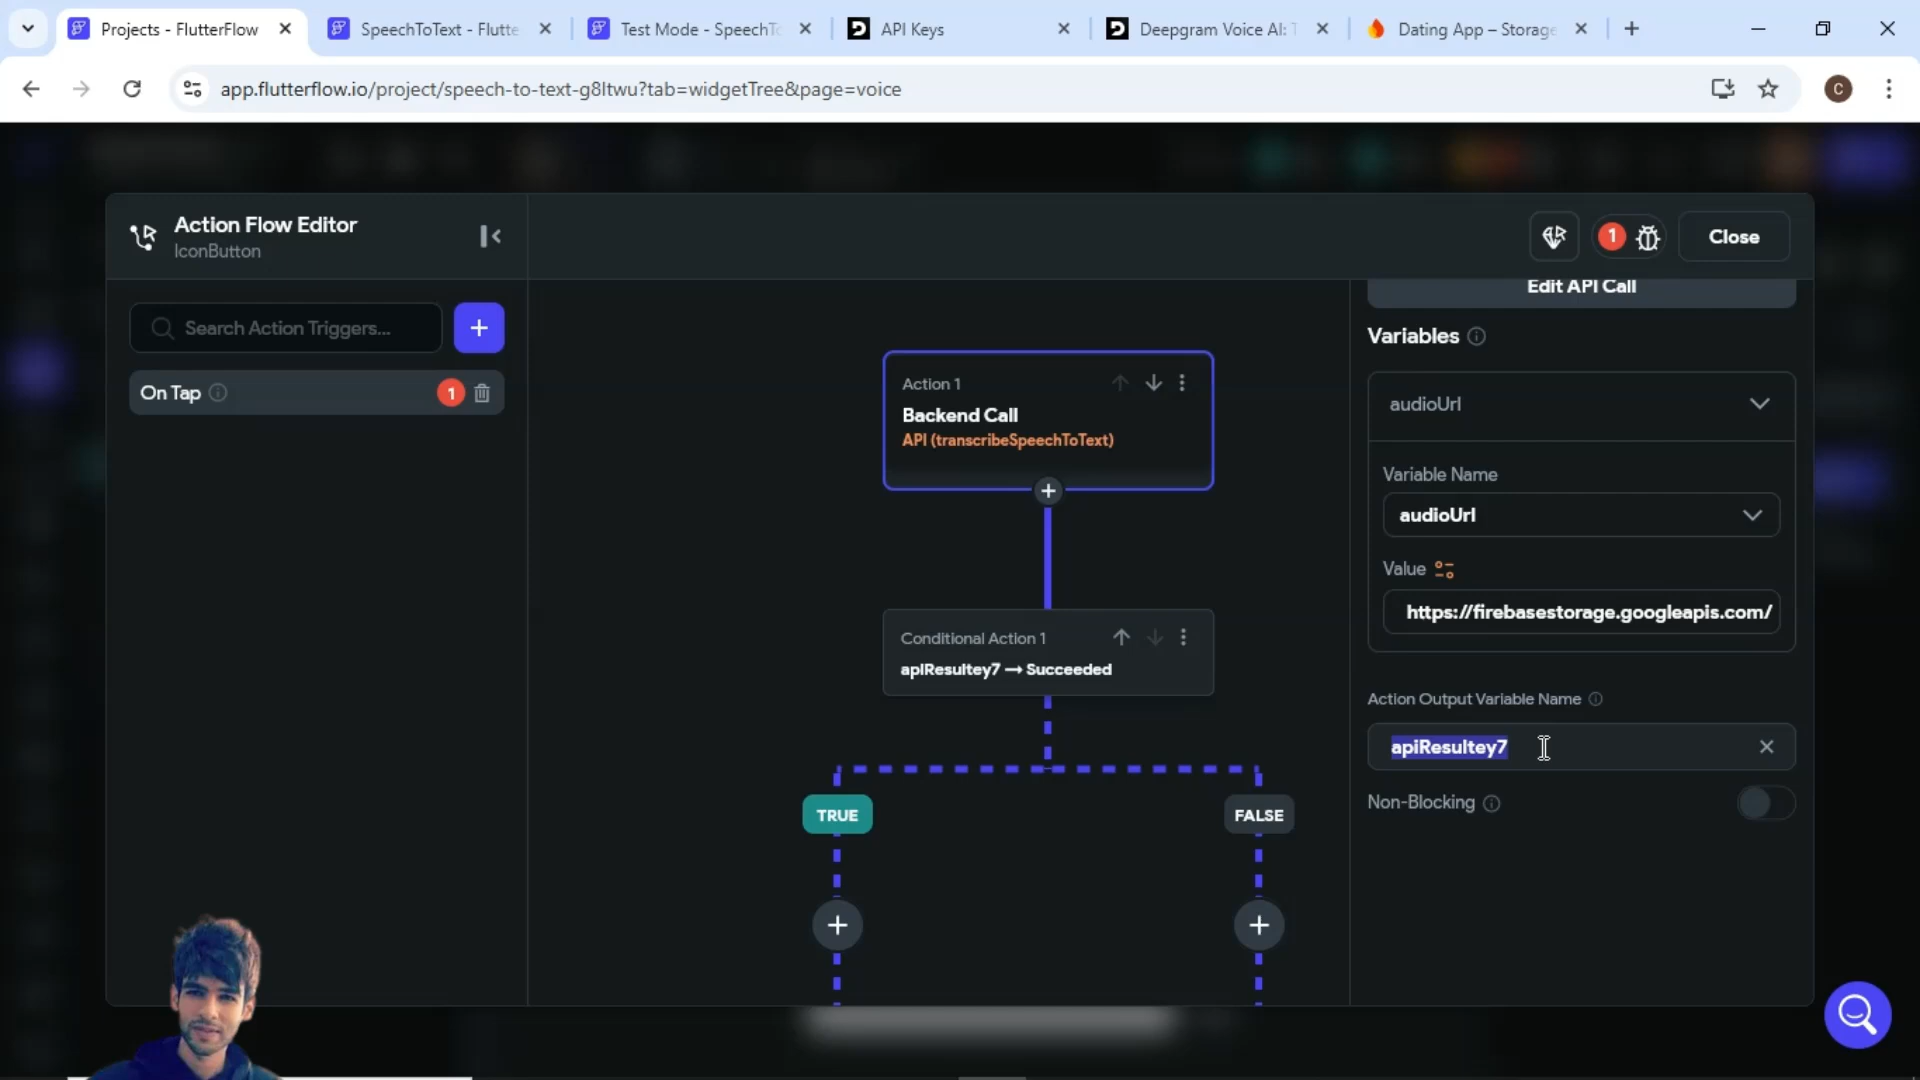 Projects - FlutterFlow
SpeechToText - Flutte
Test Mode - SpeechTo
API Keys
Deepgram Voice AI: T
Dating App – Storage
app.flutterflow.io/project/speech-to-text-g8ltwu?tab=widgetTree&page=voice
C
Action Flow Editor
IconButton
1
Close
Search Action Triggers...
On Tap
1
Action 1
Backend Call
API (transcribeSpeechToText)
Conditional Action 1
apiResultey7 → Succeeded
TRUE
FALSE
Edit API Call
Variables
audioUrl
Variable Name
audioUrl
Value
https://firebasestorage.googleapis.com/
Action Output Variable Name
apiResultey7
Non-Blocking